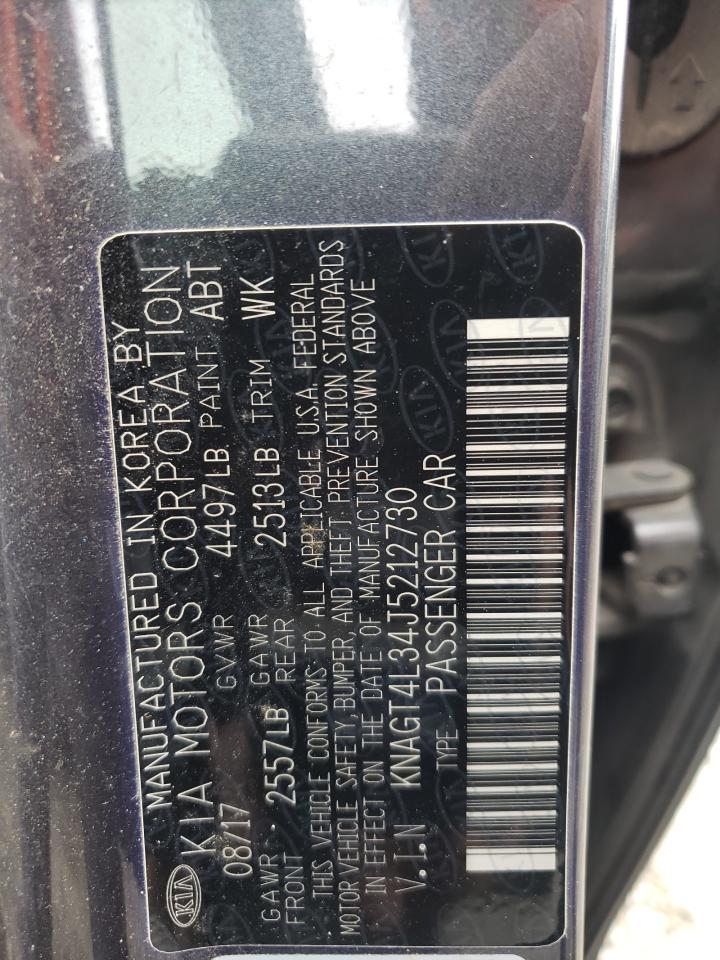 KIA
MANUFACTURED IN KOREA BY
KIA MOTORS CORPORATION
08/17 GVWR 4497LB PAINT ABT
GAWR FRONT 2557LB GAWR REAR 2513LB TRIM WK
THIS VEHICLE CONFORMS TO ALL APPLICABLE U.S.A. FEDERAL
MOTOR VEHICLE SAFETY, BUMPER, AND THEFT PREVENTION STANDARDS
IN EFFECT ON THE DATE OF MANUFACTURE SHOWN ABOVE
V.I.N KNAGT4L34J5212730
TYPE: PASSENGER CAR